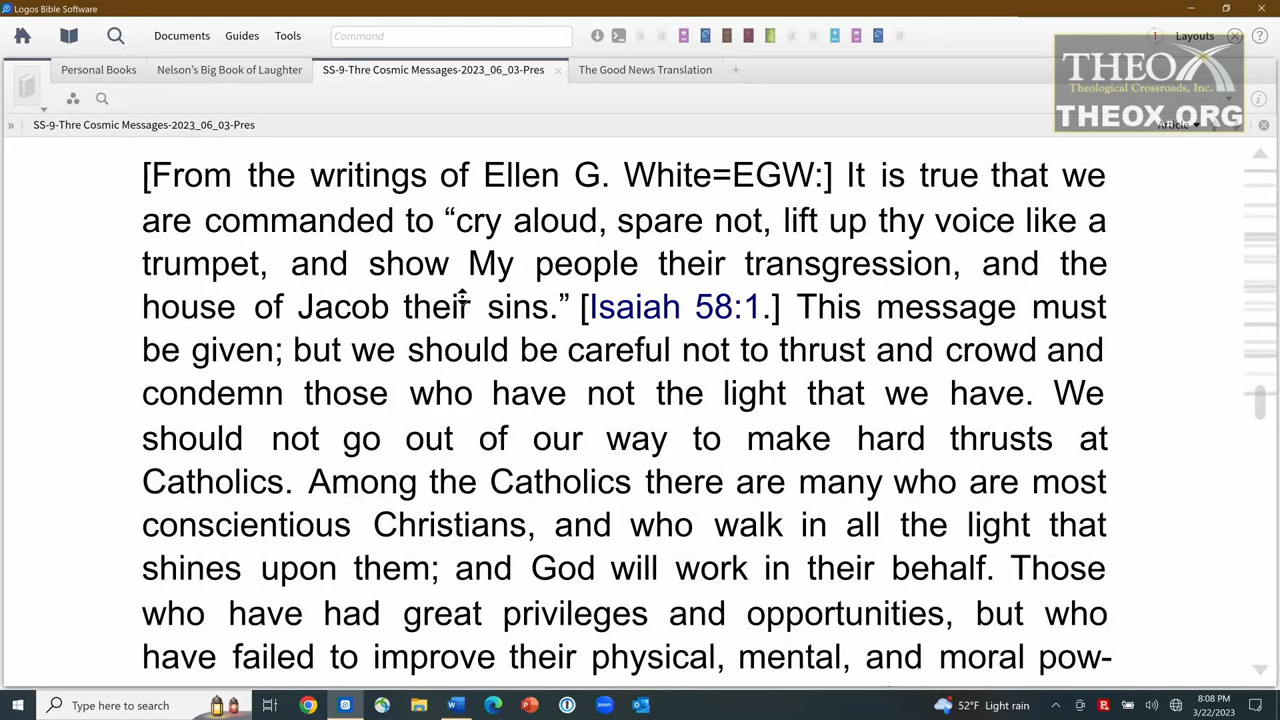 Logos Bible Software
Documents Guides Tools Command Layouts
Personal Books Nelson's Big Book of Laughter SS-9-Thre Cosmic Messages-2023_06_03-Pres The Good News Translation
THEOX
Theological Crossroads, Inc.
THEOX.ORG
SS-9-Thre Cosmic Messages-2023_06_03-Pres Article
[From the writings of Ellen G. White=EGW:] It is true that we
are commanded to “cry aloud, spare not, lift up thy voice like a
trumpet, and show My people their transgression, and the
house of Jacob their sins.” [Isaiah 58:1.] This message must
be given; but we should be careful not to thrust and crowd and
condemn those who have not the light that we have. We
should not go out of our way to make hard thrusts at
Catholics. Among the Catholics there are many who are most
conscientious Christians, and who walk in all the light that
shines upon them; and God will work in their behalf. Those
who have had great privileges and opportunities, but who
have failed to improve their physical, mental, and moral pow-
Type here to search
52°F Light rain
8:08 PM
3/22/2023